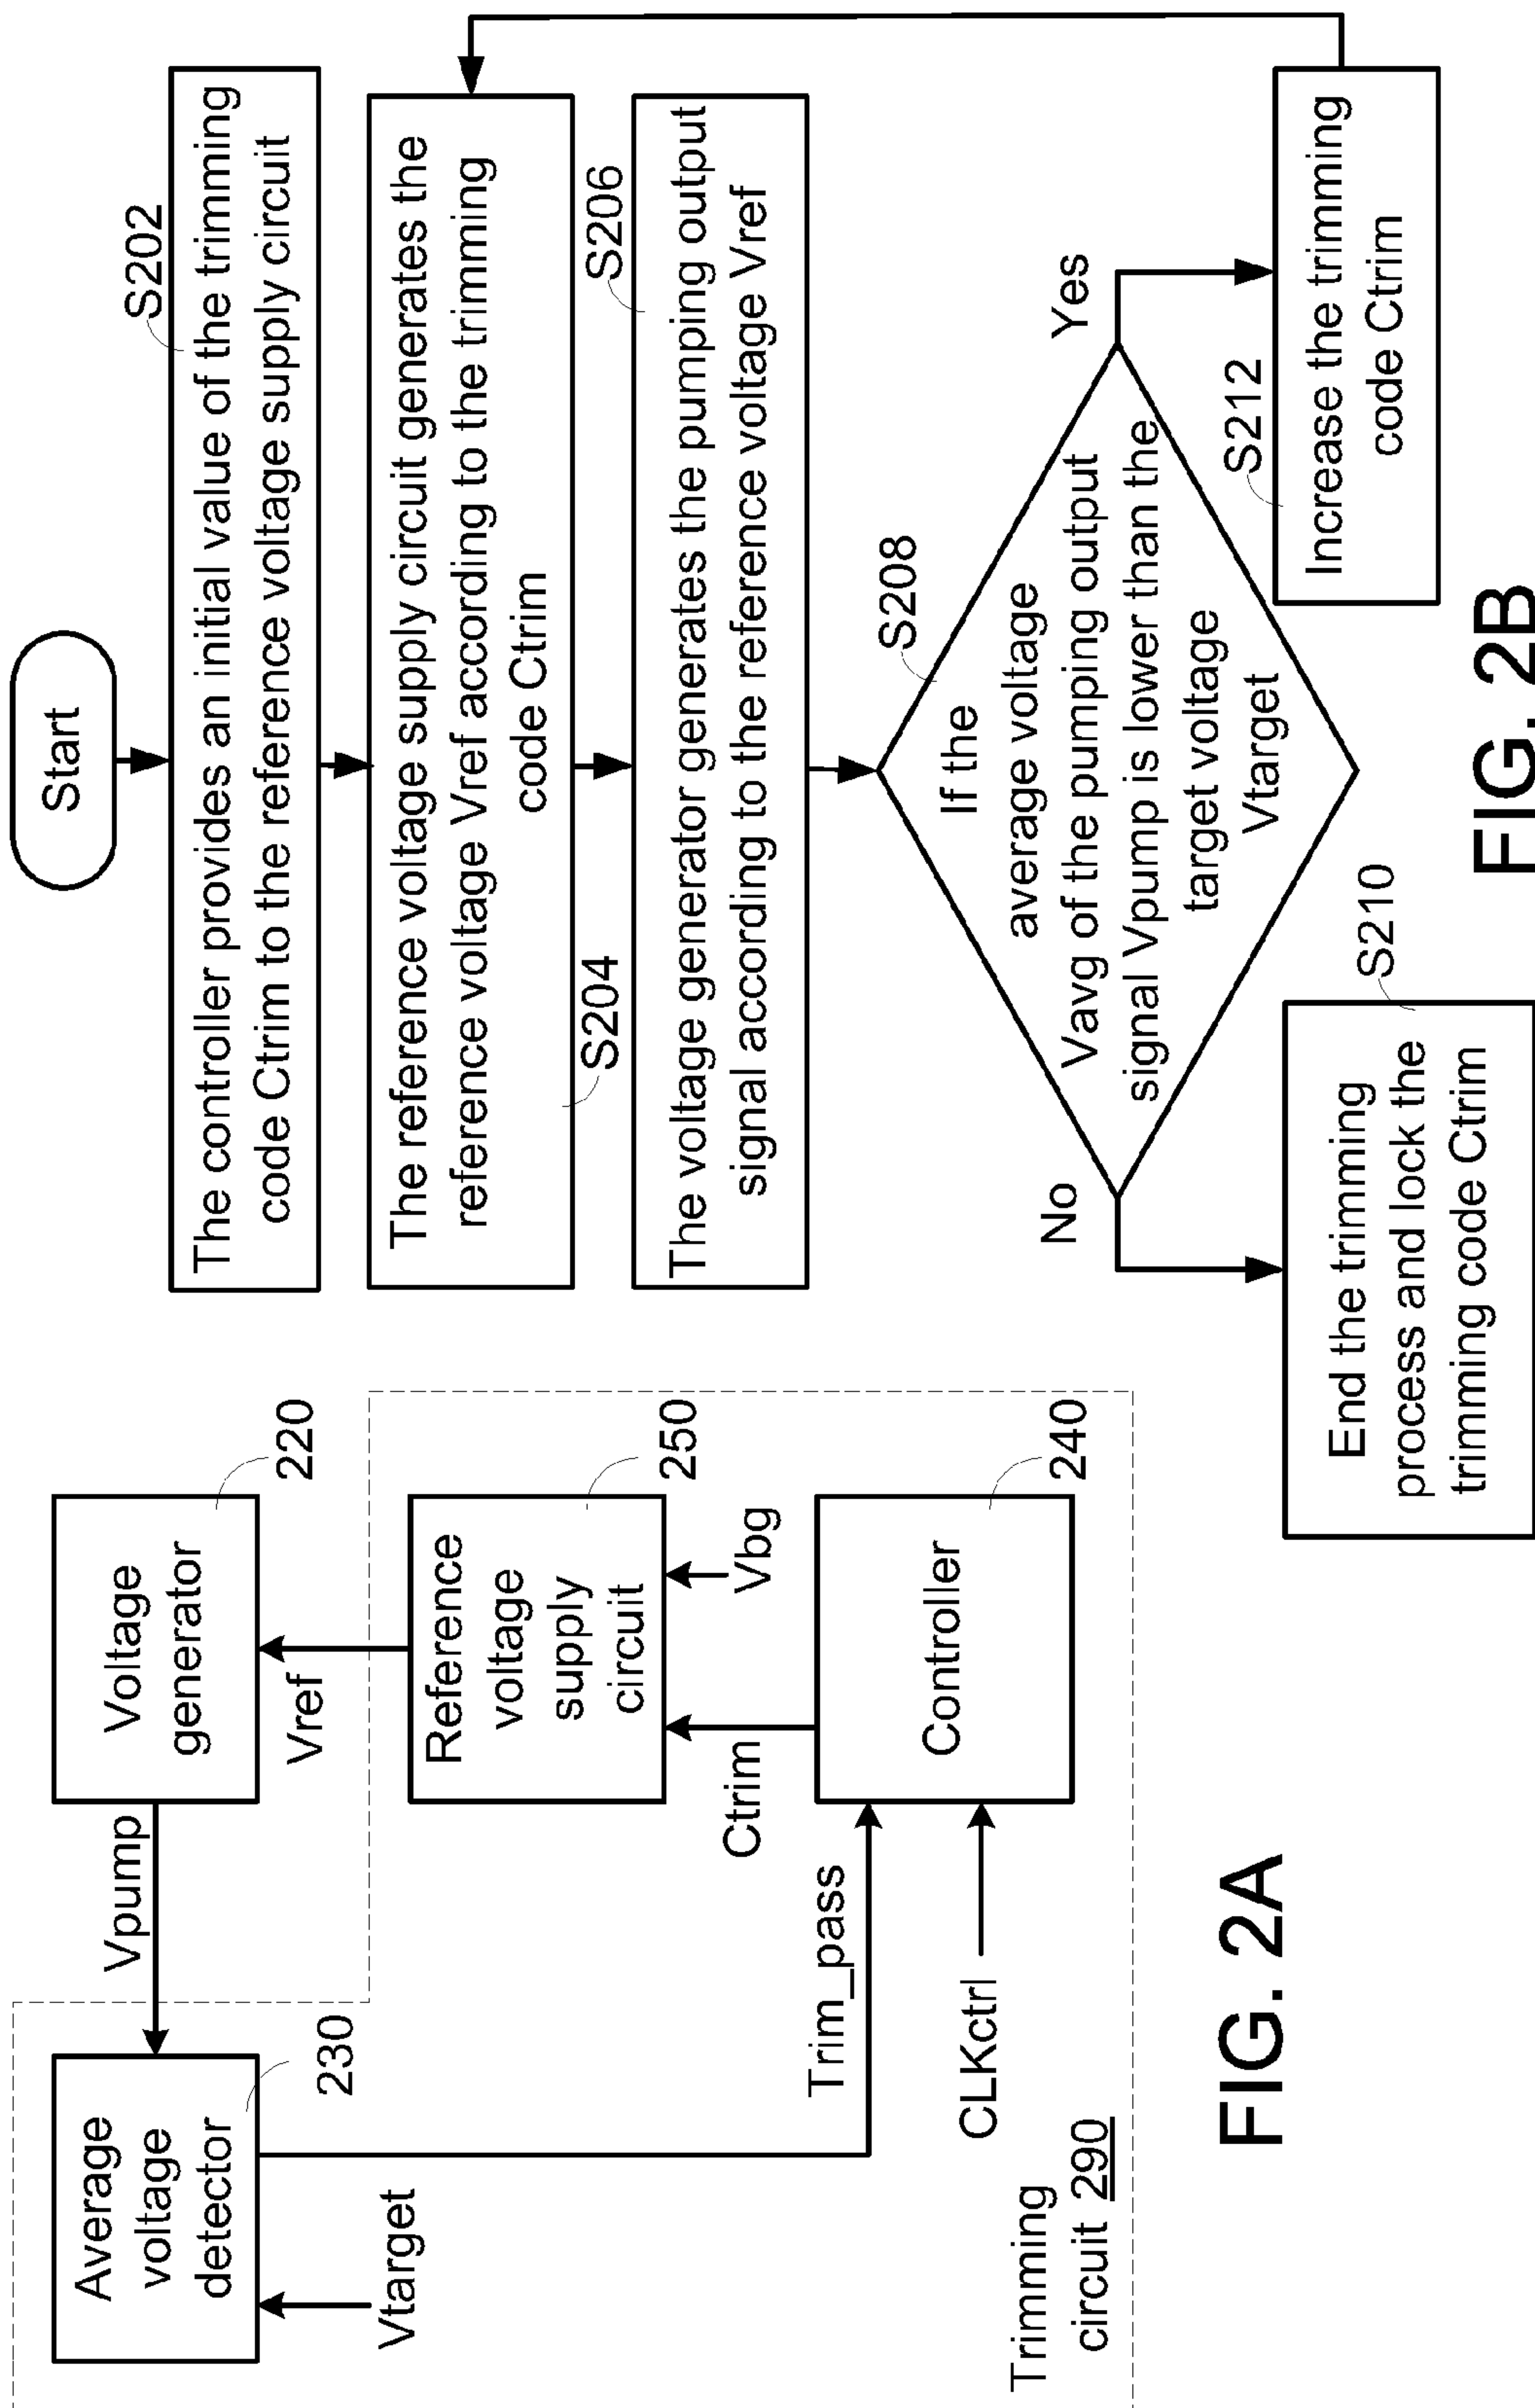 Average
voltage
detector
230
Vtarget
Vpump
Voltage
generator
220
Vref
Reference
voltage
supply
circuit
250
Vbg
Ctrim
Controller
240
Trim_pass
CLKctrl
Trimming
circuit 290
FIG. 2A
Start
S202
The controller provides an initial value of the trimming
code Ctrim to the reference voltage supply circuit
The reference voltage supply circuit generates the
reference voltage Vref according to the trimming
code Ctrim
S204
S206
The voltage generator generates the pumping output
signal according to the reference voltage Vref
S208
If the
average voltage
Vavg of the pumping output
signal Vpump is lower than the
target voltage
Vtarget
No
Yes
S210
End the trimming
process and lock the
trimming code Ctrim
S212
Increase the trimming
code Ctrim
FIG. 2B